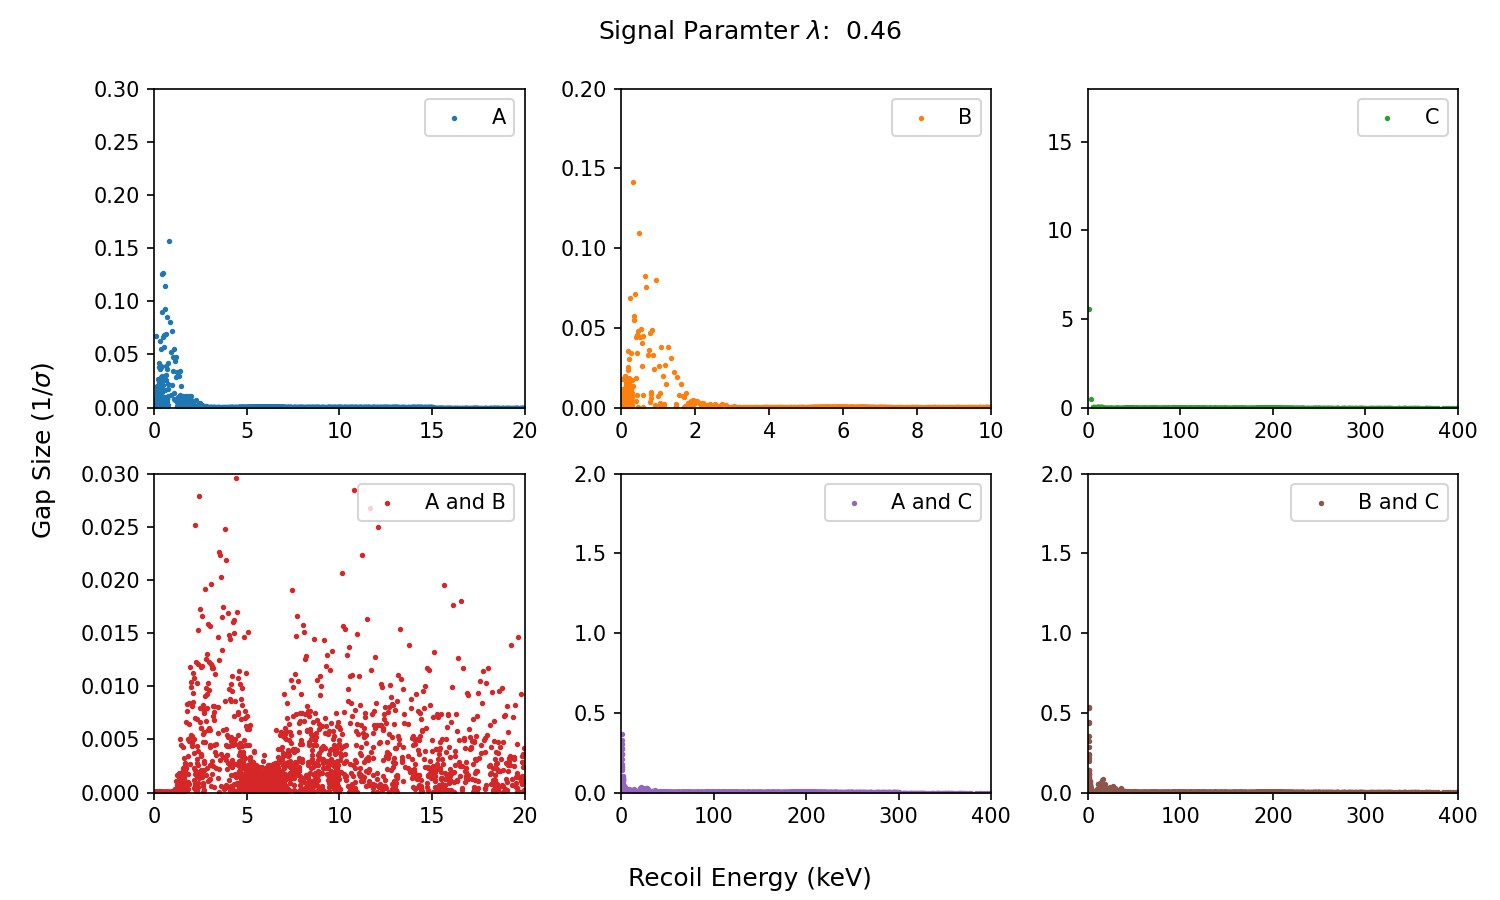 Signal Paramter λ: 0.46
0.30
0.25
0.20
0.15
0.10
0.05
0.00
0 5 10 15 20
A
0.20
0.15
0.10
0.05
0.00
0 2 4 6 8 10
B
15
10
5
0
0 100 200 300 400
C
Gap Size (1/σ)
0.030
0.025
0.020
0.015
0.010
0.005
0.000
0 5 10 15 20
A and B
2.0
1.5
1.0
0.5
0.0
0 100 200 300 400
A and C
2.0
1.5
1.0
0.5
0.0
0 100 200 300 400
B and C
Recoil Energy (keV)